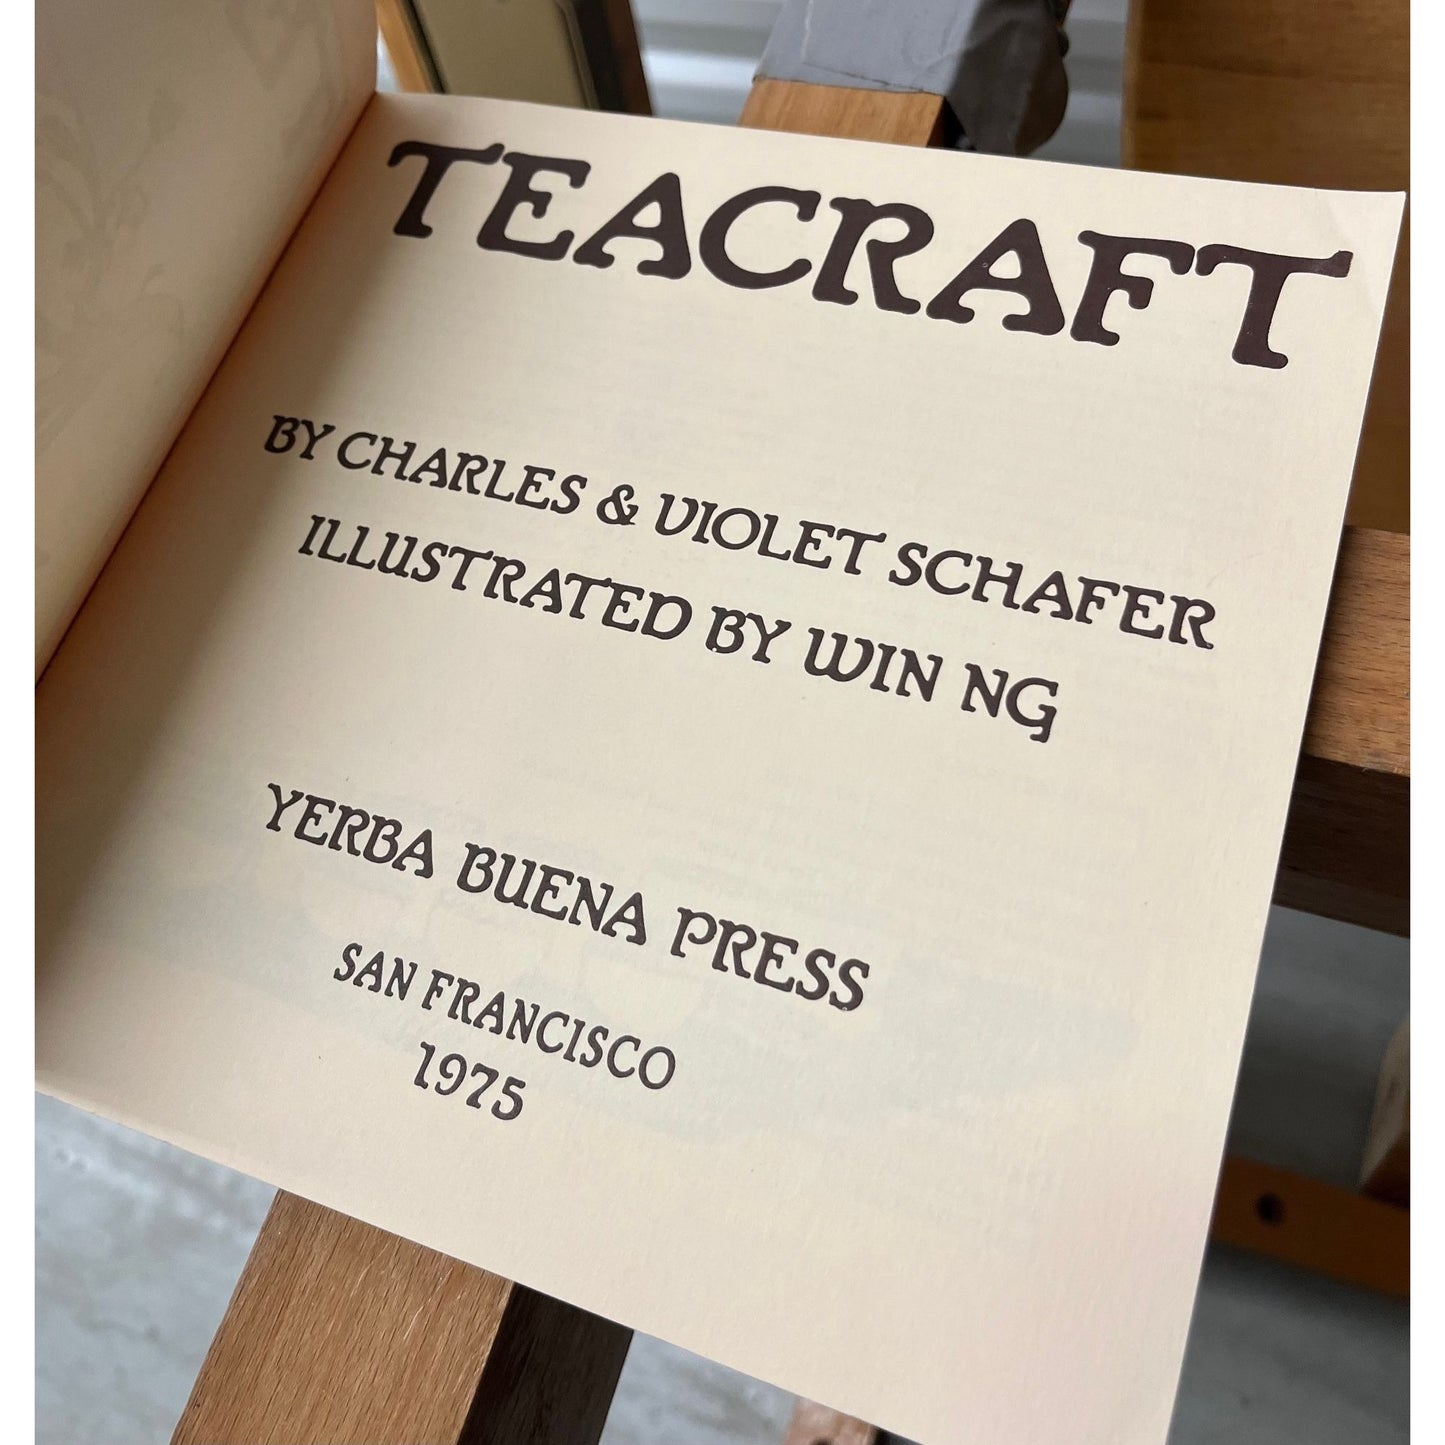 TEACRAFT
BY CHARLES & VIOLET SCHAFER
ILLUSTRATED BY WIN NG
YERBA BUENA PRESS
SAN FRANCISCO
1975